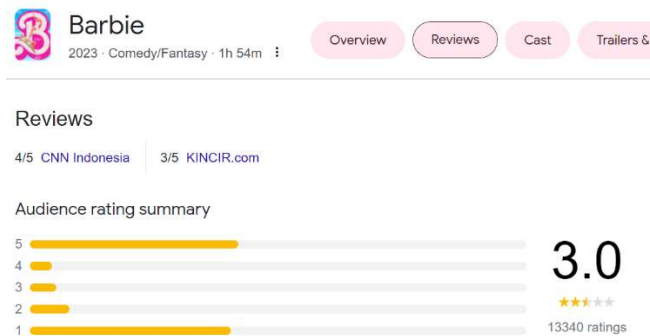 Barbie
2023 · Comedy/Fantasy · 1h 54m
Overview
Reviews
Cast
Trailers &
Reviews
4/5 CNN Indonesia
3/5 KINCIR.com
Audience rating summary
5
4
3
2
1
3.0
13340 ratings